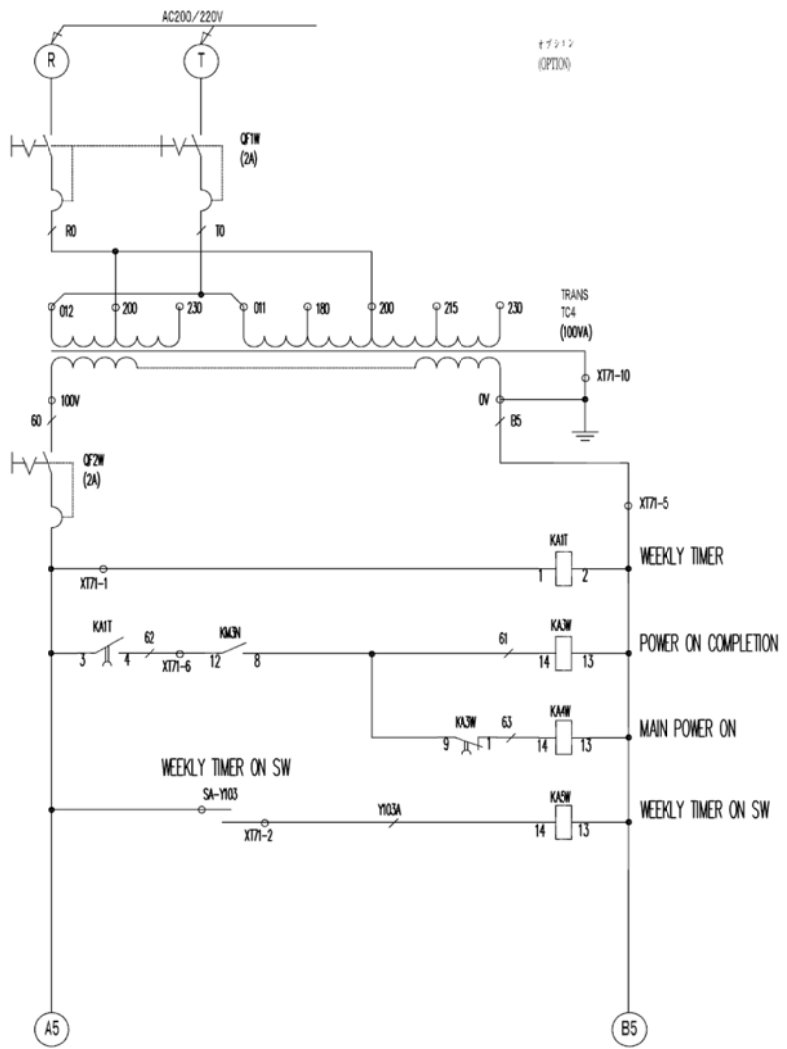 AC200/220V
オプション
(OPTION)
R
T
QF1W
(2A)
R0
T0
012
200
230
011
180
200
215
230
TRANS
TC4
(100VA)
XT71-10
100V
0V
60
B5
QF2W
(2A)
XT71-5
KA1T
WEEKLY TIMER
1
2
XT71-1
KA1T
62
KM3N
61
KA3W
POWER ON COMPLETION
3
4
XT71-6
12
8
14
13
KA3W
63
KA4W
MAIN POWER ON
9
1
14
13
WEEKLY TIMER ON SW
SA-Y103
Y103A
KA5W
WEEKLY TIMER ON SW
XT71-2
14
13
A5
B5